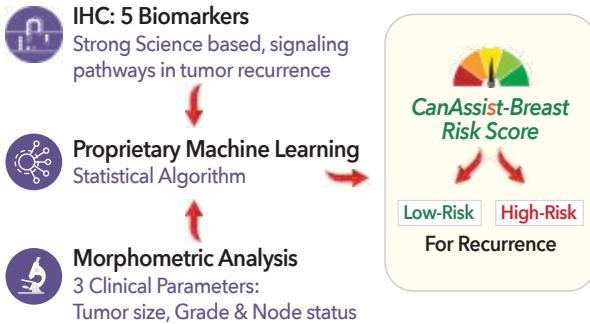 IHC: 5 Biomarkers
Strong Science based, signaling
pathways in tumor recurrence
Proprietary Machine Learning
Statistical Algorithm
Morphometric Analysis
3 Clinical Parameters:
Tumor size, Grade & Node status
CanAssist-Breast
Risk Score
Low-Risk High-Risk
For Recurrence